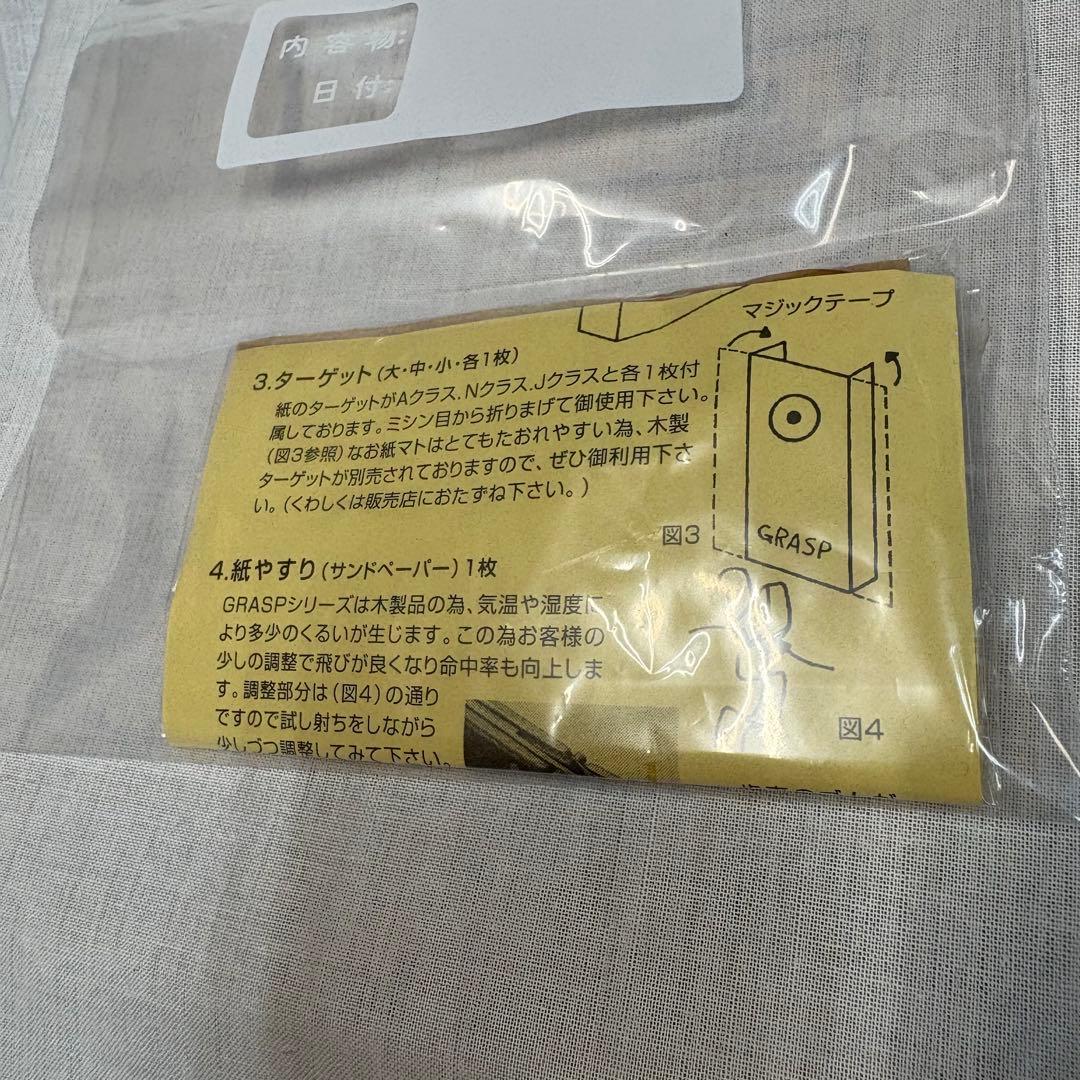 内容物:
日付:
マジックテープ
3.ターゲット(大・中・小・各1枚)
紙のターゲットがAクラス.Nクラス.Jクラスと各1枚付
属しております。ミシン目から折りまげて御使用下さい。
(図3参照)なお紙マトはとてもたおれやすい為、木製
ターゲットが別売されておりますので、ぜひ御利用下さ
い。(くわしくは販売店におたずね下さい。)
GRASP
図3
4.紙やすり(サンドペーパー)1枚
GRASPシリーズは木製品の為、気温や湿度に
より多少のくるいが生じます。この為お客様の
少しの調整で飛びが良くなり命中率も向上しま
す。調整部分は(図4)の通り
ですので試し射ちをしながら
少しづつ調整してみて下さい。
図4